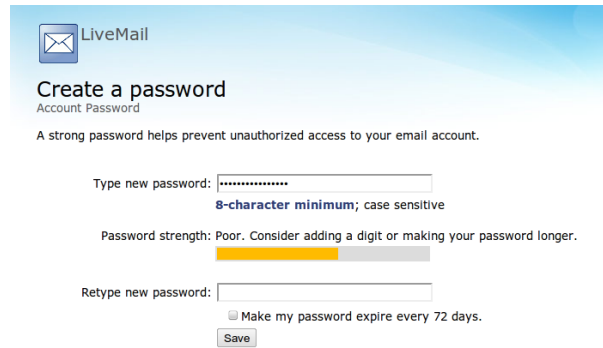 LiveMail
Create a password
Account Password
A strong password helps prevent unauthorized access to your email account.
Type new password: ••••••••••••••••
8-character minimum; case sensitive
Password strength: Poor. Consider adding a digit or making your password longer.
Retype new password:
Make my password expire every 72 days.
Save